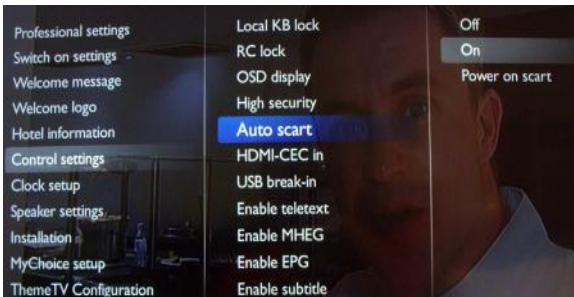 Professional settings
Switch on settings
Welcome message
Welcome logo
Hotel information
Control settings
Clock setup
Speaker settings
Installation
MyChoice setup
ThemeTV Configuration
Local KB lock
RC lock
OSD display
High security
Auto scart
HDMI-CEC in
USB break-in
Enable teletext
Enable MHEG
Enable EPG
Enable subtitle
Off
On
Power on scart